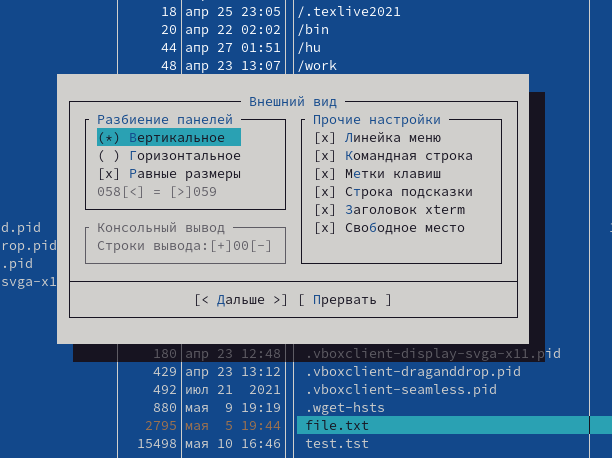 18 апр 25 23:05 /.texlive2021
20 апр 22 02:02 /bin
44 апр 27 01:51 /hu
48 апр 23 13:07 /work
Внешний вид
Разбиение панелей
(*) Вертикальное
( ) Горизонтальное
[x] Равные размеры
058[<] = [>]059
Консольный вывод
Строки вывода:[+]00[-]
Прочие настройки
[x] Линейка меню
[x] Командная строка
[x] Метки клавиш
[x] Строка подсказки
[x] Заголовок xterm
[x] Свободное место
[< Дальше >] [ Прервать ]
d.pid
rop.pid
.pid
svga-x1
180 апр 23 12:48 .vboxclient-display-svga-x11.pid
429 апр 23 13:12 .vboxclient-draganddrop.pid
492 июл 21 2021 .vboxclient-seamless.pid
880 мая 9 19:19 .wget-hsts
2795 мая 5 19:44 file.txt
15498 мая 10 16:46 test.tst